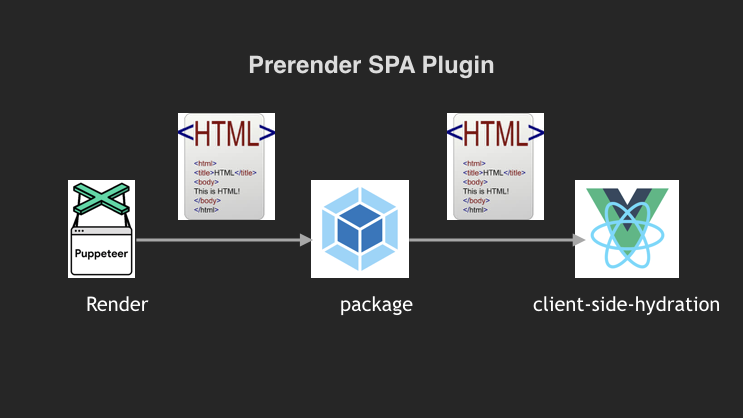 Prerender SPA Plugin
<HTML>
<html>
<title>HTML</title>
<body>
This is HTML!
</body>
</html>
<HTML>
<html>
<title>HTML</title>
<body>
This is HTML!
</body>
</html>
Puppeteer
Render
package
client-side-hydration